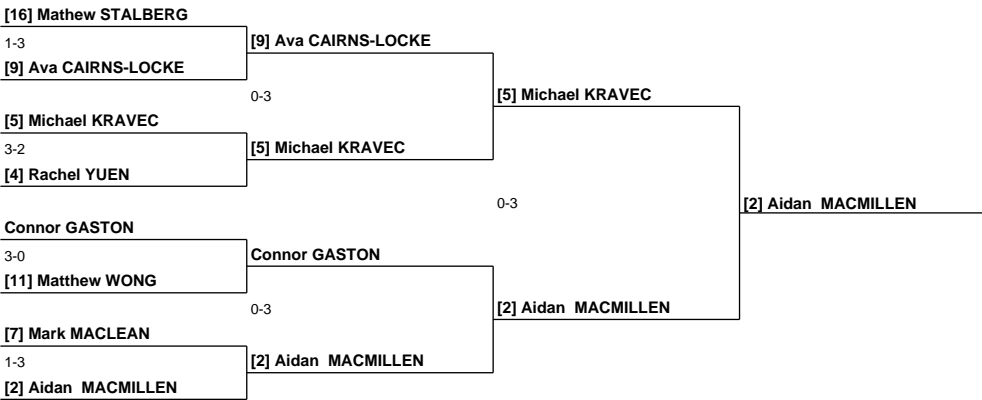 [16] Mathew STALBERG
1-3
[9] Ava CAIRNS-LOCKE
[9] Ava CAIRNS-LOCKE
0-3
[5] Michael KRAVEC
[5] Michael KRAVEC
3-2
[5] Michael KRAVEC
[4] Rachel YUEN
0-3
[2] Aidan  MACMILLEN
Connor GASTON
3-0
Connor GASTON
[11] Matthew WONG
0-3
[2] Aidan  MACMILLEN
[7] Mark MACLEAN
1-3
[2] Aidan  MACMILLEN
[2] Aidan  MACMILLEN